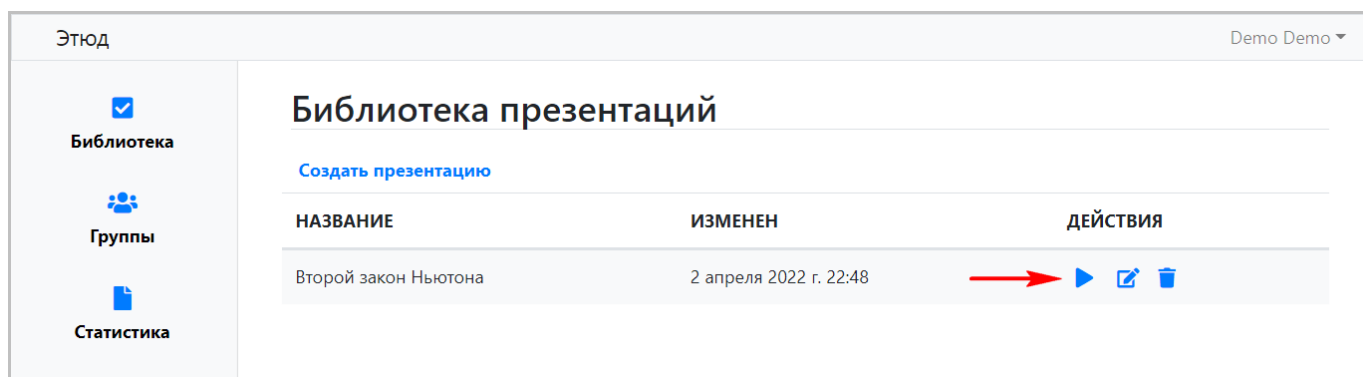 Этюд
Demo Demo
Библиотека
Группы
Статистика
Библиотека презентаций
Создать презентацию
НАЗВАНИЕ ИЗМЕНЕН ДЕЙСТВИЯ
Второй закон Ньютона 2 апреля 2022 г. 22:48